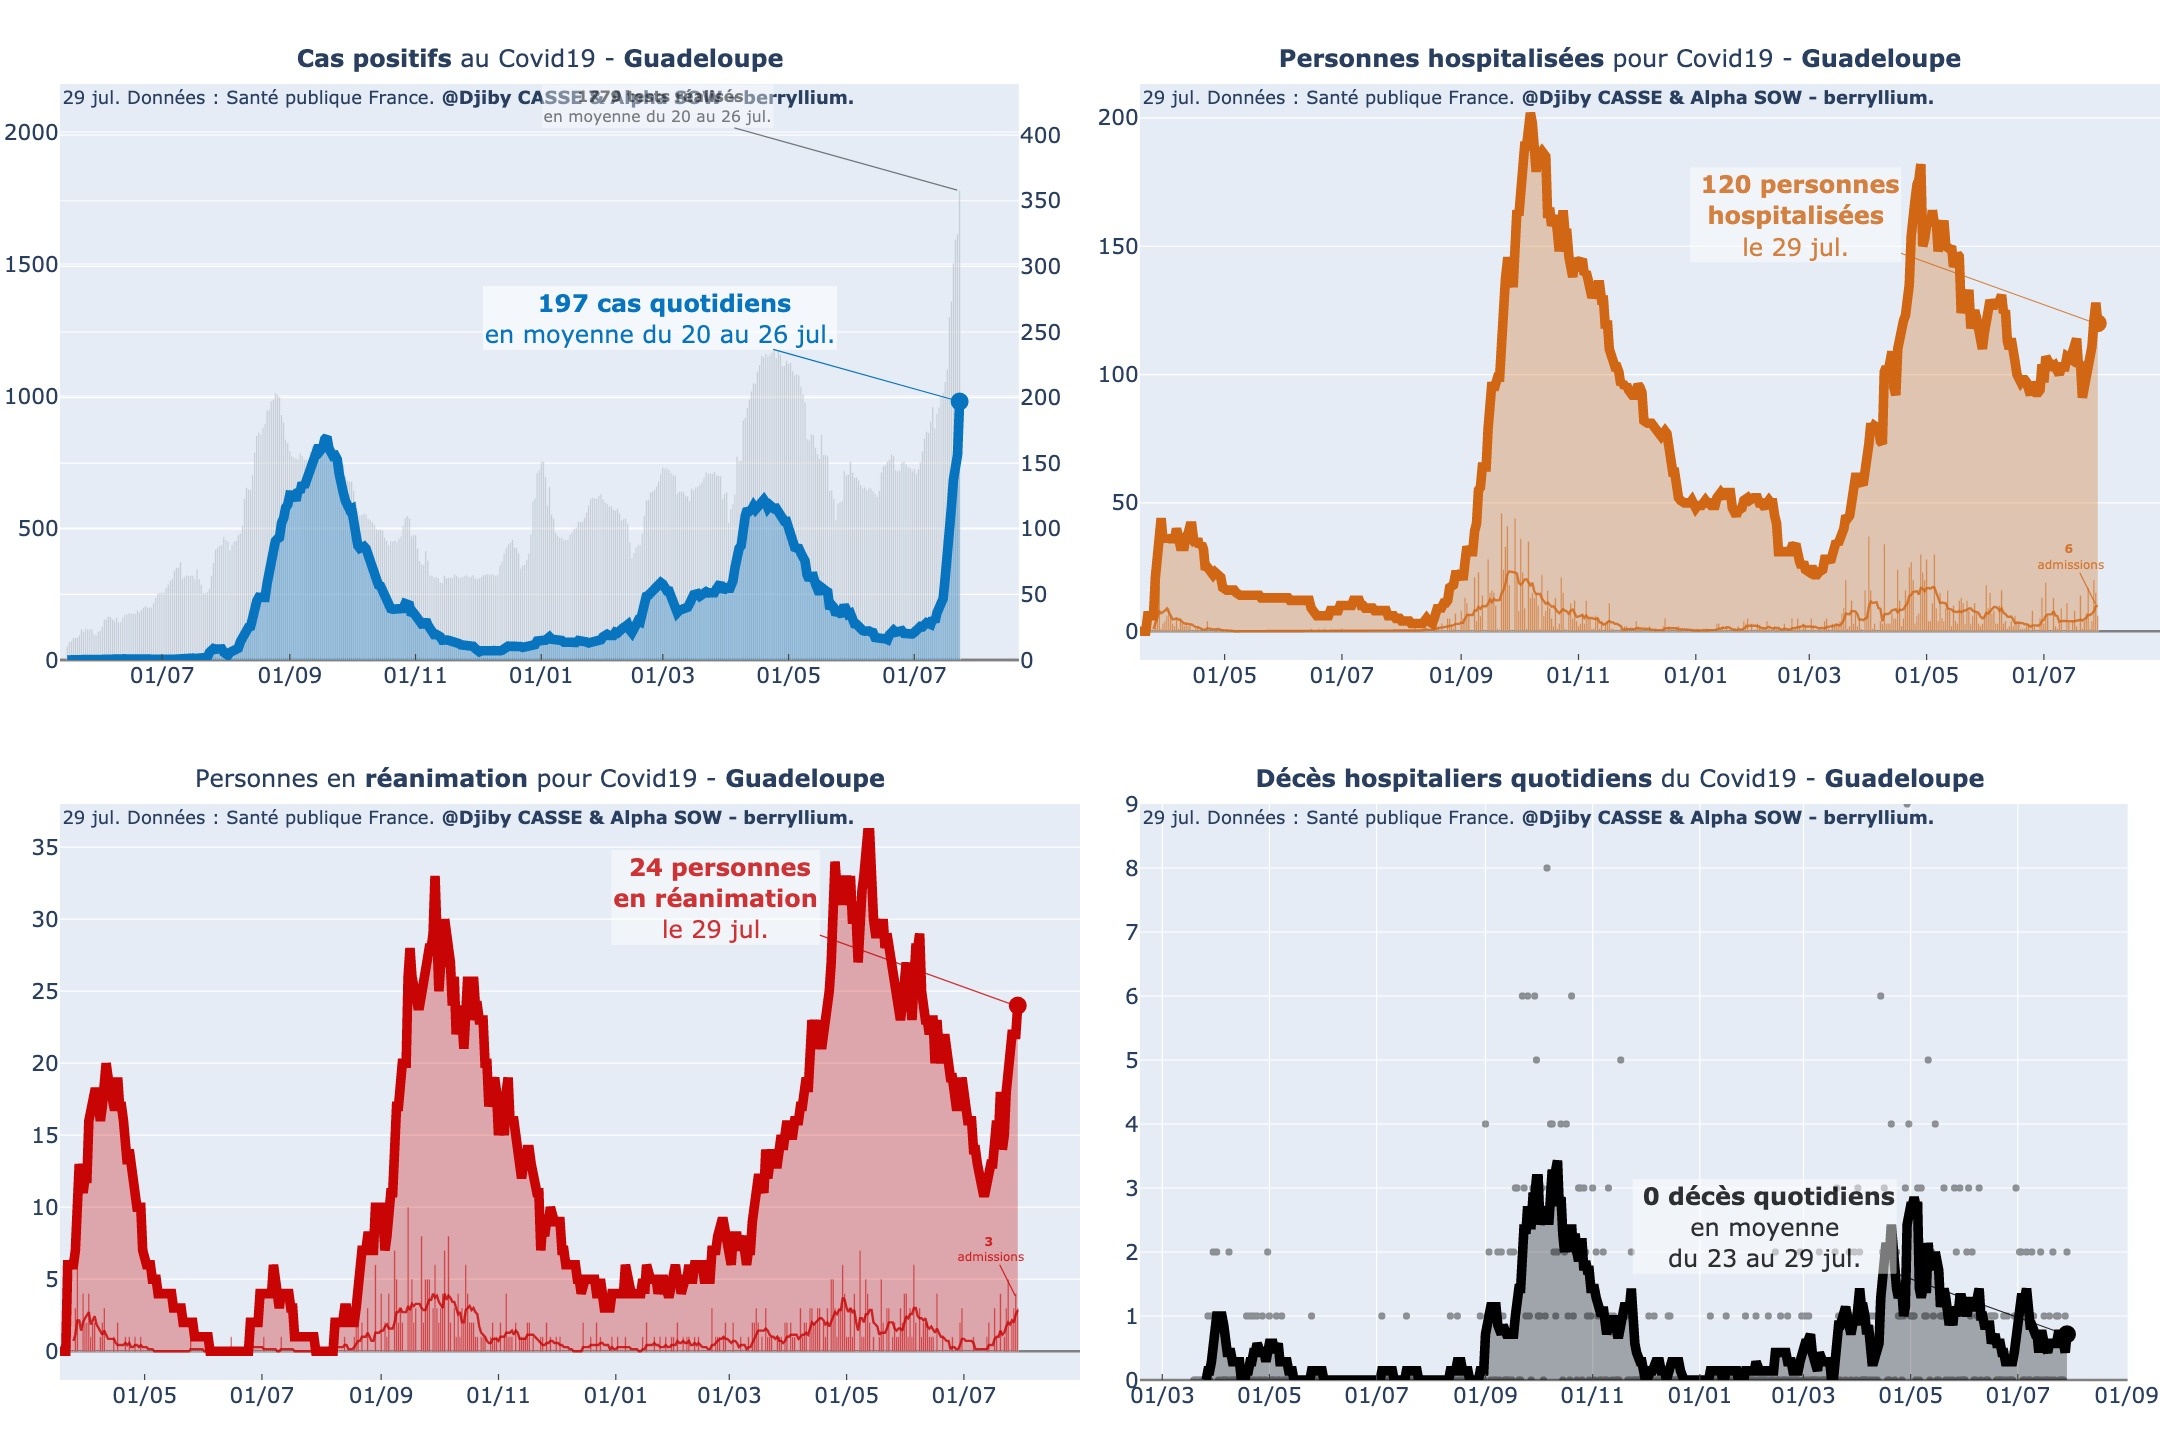 Cas positifs au Covid19 - Guadeloupe
29 jul. Données : Santé publique France. @Djiby CASSE & Alpha SOW - berryllium.
en moyenne du 20 au 26 jul.
197 cas quotidiens
en moyenne du 20 au 26 jul.
2000
1500
1000
500
0
400
350
300
250
200
150
100
50
0
01/07 01/09 01/11 01/01 01/03 01/05 01/07
Personnes hospitalisées pour Covid19 - Guadeloupe
29 jul. Données : Santé publique France. @Djiby CASSE & Alpha SOW - berryllium.
120 personnes
hospitalisées
le 29 jul.
6
admissions
200
150
100
50
0
01/05 01/07 01/09 01/11 01/01 01/03 01/05 01/07
Personnes en réanimation pour Covid19 - Guadeloupe
29 jul. Données : Santé publique France. @Djiby CASSE & Alpha SOW - berryllium.
24 personnes
en réanimation
le 29 jul.
3
admissions
35
30
25
20
15
10
5
0
01/05 01/07 01/09 01/11 01/01 01/03 01/05 01/07
Décès hospitaliers quotidiens du Covid19 - Guadeloupe
29 jul. Données : Santé publique France. @Djiby CASSE & Alpha SOW - berryllium.
0 décès quotidiens
en moyenne
du 23 au 29 jul.
9
8
7
6
5
4
3
2
1
0
01/03 01/05 01/07 01/09 01/11 01/01 01/03 01/05 01/07 01/09